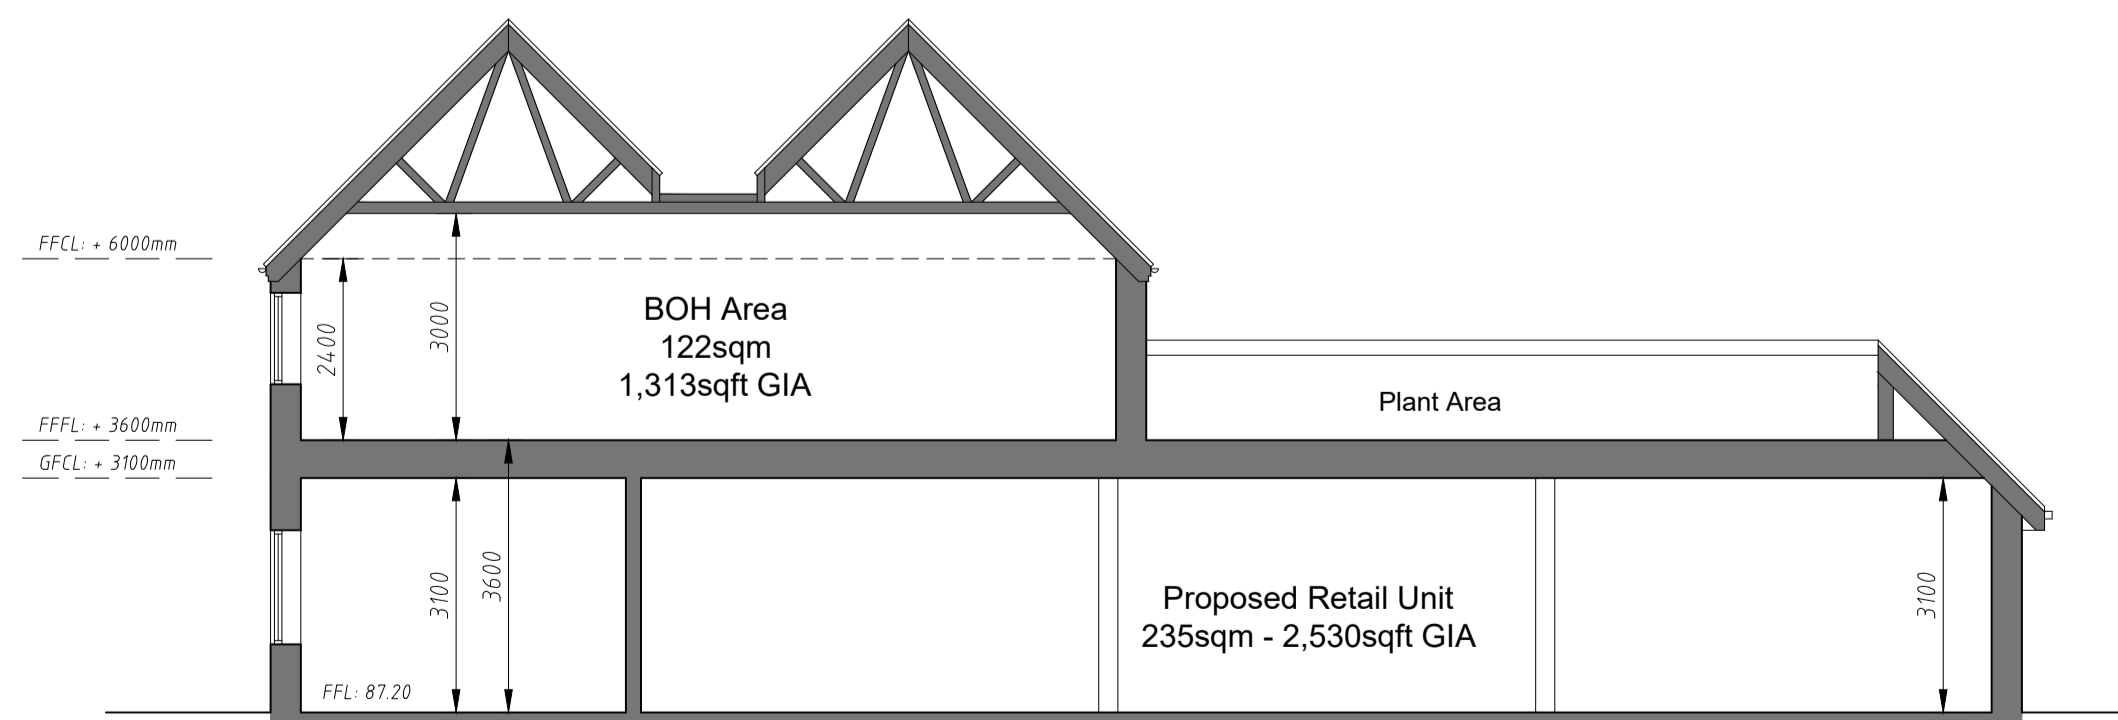 FFCL: + 6000mm
2400
3000
BOH Area
122sqm
1,313sqft GIA
Plant Area
FFFL: + 3600mm
GFCL: + 3100mm
3100
3600
Proposed Retail Unit
235sqm - 2,530sqft GIA
3100
FFL: 87.20